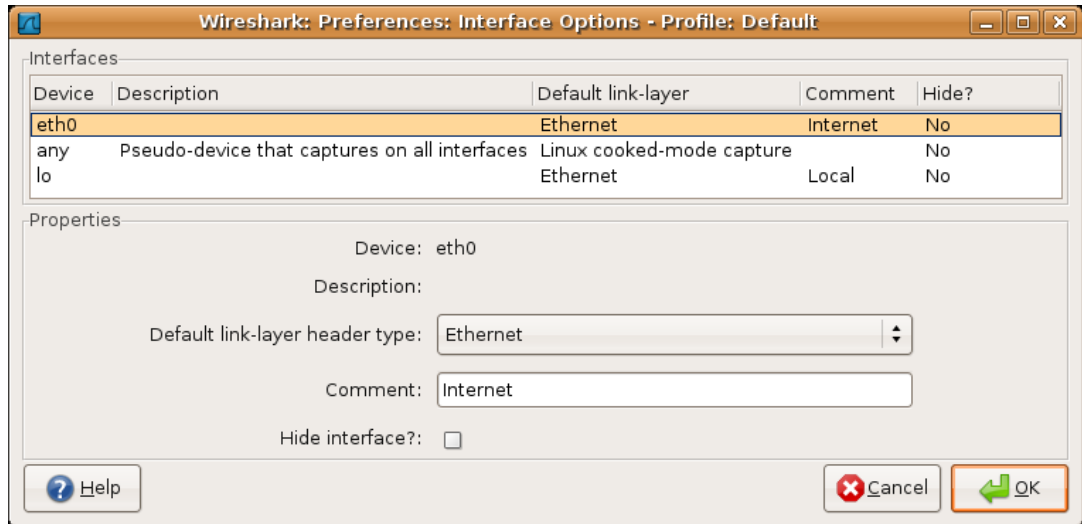 Wireshark: Preferences: Interface Options - Profile: Default
Interfaces
Device Description Default link-layer Comment Hide?
eth0 Ethernet Internet No
any Pseudo-device that captures on all interfaces Linux cooked-mode capture No
lo Ethernet Local No
Properties
Device: eth0
Description:
Default link-layer header type: Ethernet
Comment: Internet
Hide interface?:
Help Cancel OK